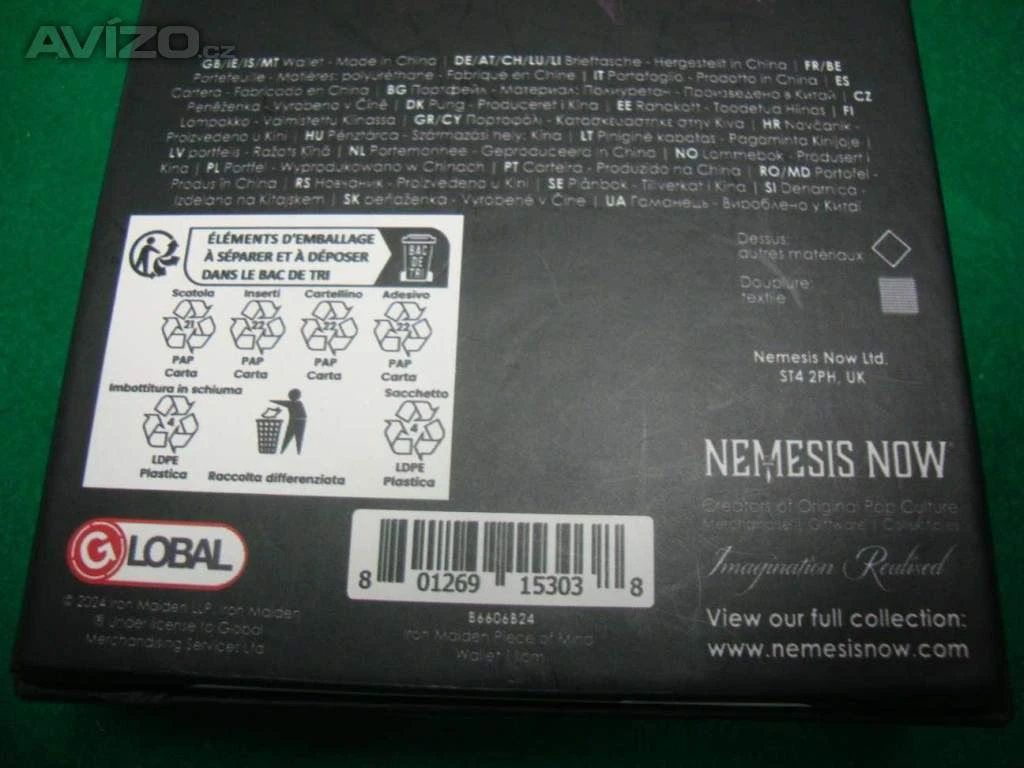 AVÍZO.cz
GB/IE/IS/MT Wallet - Made in China | DE/AT/CH/LU/LI Brieftasche - Hergestellt in China | FR/BE
Portefeuille - Matières: polyuréthane - Fabriqué en Chine | IT Portafoglio - Prodotto in China | ES
Cartera - Fabricado en China | BG Портфейл - Материал: Полиуретан - Произведено в Китай | CZ
Peněženka - Vyrobeno v Číně | DK Pung - Produceret i Kina | EE Rahakott - Toodetud Hiinas | FI
Lompakko - Valmistettu Kiinassa | GR/CY Πορτοφόλι - Κατασκευάστηκε στην Κίνα | HR Novčanik -
Proizvedeno u Kini | HU Pénztárca - Származási hely: Kína | LT Piniginė kabatas - Pagaminta Kinijoje |
LV portfelis - Ražots Ķīnā | NL Portemonnee - Geproduceerd in China | NO Lommebok - Produsert i
Kina | PL Portfel - Wyprodukowano w Chinach | PT Carteira - Produzido na China | RO/MD Portofel -
Produs in China | RS Новчаник - Proizvedeno u Kini | SE Plånbok - Tillverkat i Kina | SI Denarnica -
Izdelano na Kitajskem | SK peňaženka - Vyrobené v Číne | UA Гаманець - Вироблено у Китаї
ÉLÉMENTS D'EMBALLAGE
À SÉPARER ET À DÉPOSER
DANS LE BAC DE TRI
BAC
DE
TRI
Scatola Inserti Cartellino Adesivo
21 22 22 22
PAP PAP PAP PAP
Carta Carta Carta Carta
Imbottitura in schiuma Sacchetto
4 4
LDPE LDPE
Plastica Raccolta differenziata Plastica
Dessus:
autres matériaux
Doublure:
textile
Nemesis Now Ltd.
ST4 2PH, UK
NEMESIS NOW
Creators of Original Pop Culture
Merchandise | Giftware | Collectibles
Imagination Realised
View our full collection:
www.nemesisnow.com
GLOBAL
© 2024 Iron Maiden LLP. Iron Maiden
® Under license to Global
Merchandising Services Ltd
8 01269 15303 8
B6606B24
Iron Maiden Piece of Mind
Wallet 11cm